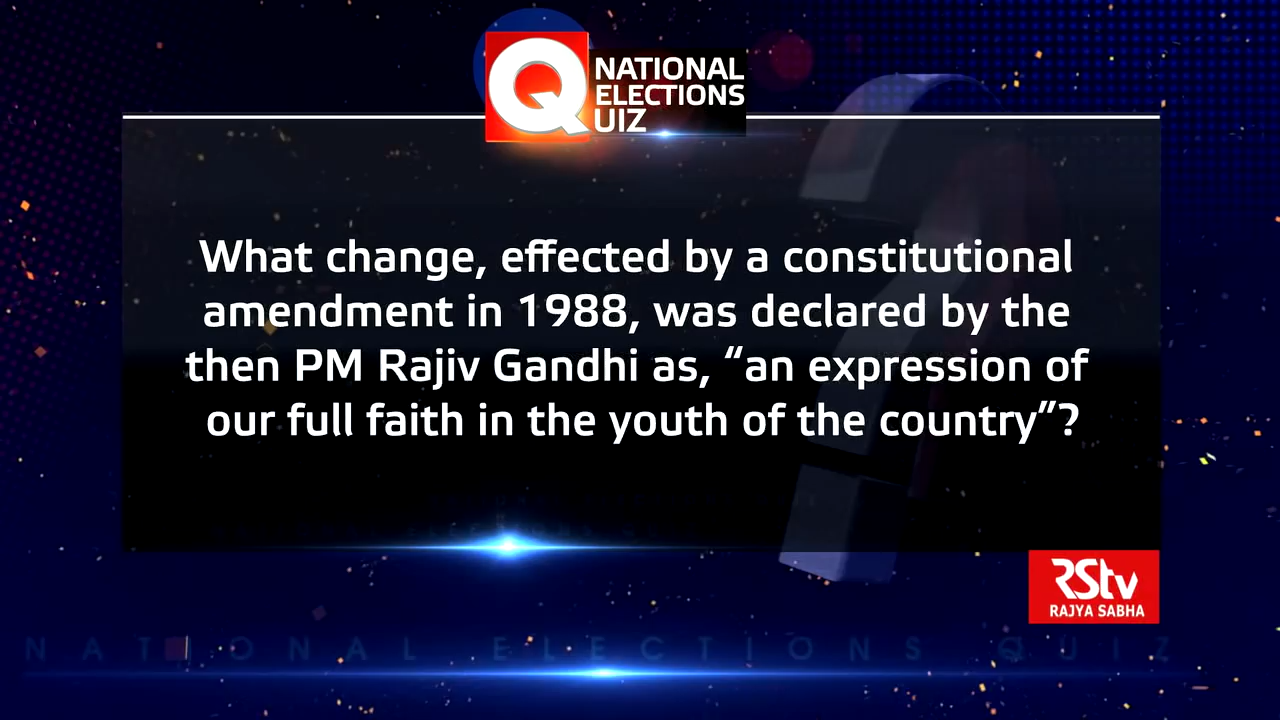 Q NATIONAL
ELECTIONS
UIZ
What change, effected by a constitutional
amendment in 1988, was declared by the
then PM Rajiv Gandhi as, “an expression of
our full faith in the youth of the country”?
RStv
RAJYA SABHA
NATIONAL ELECTIONS QUIZ